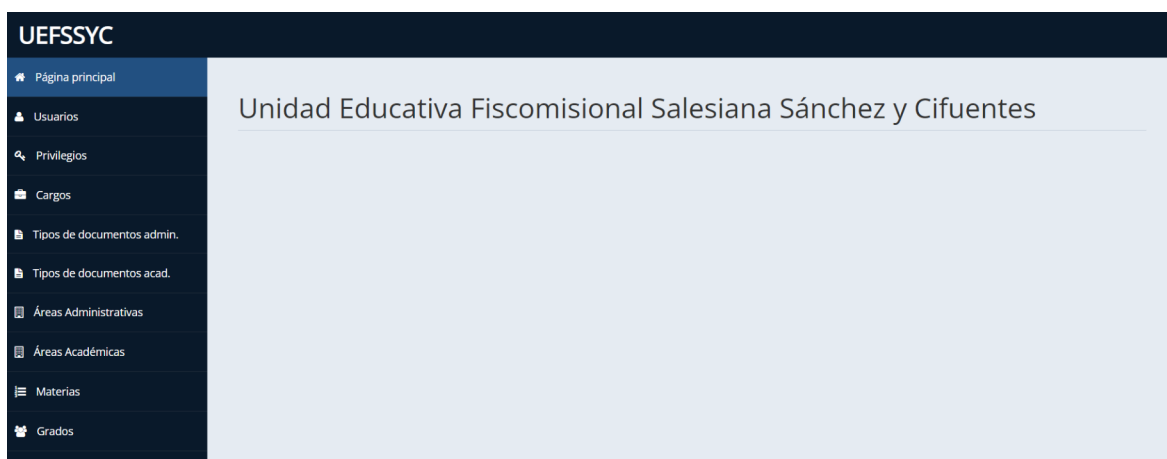 UEFSSYC
Página principal
Usuarios
Privilegios
Cargos
Tipos de documentos admin.
Tipos de documentos acad.
Áreas Administrativas
Áreas Académicas
Materias
Grados
Unidad Educativa Fiscomisional Salesiana Sánchez y Cifuentes